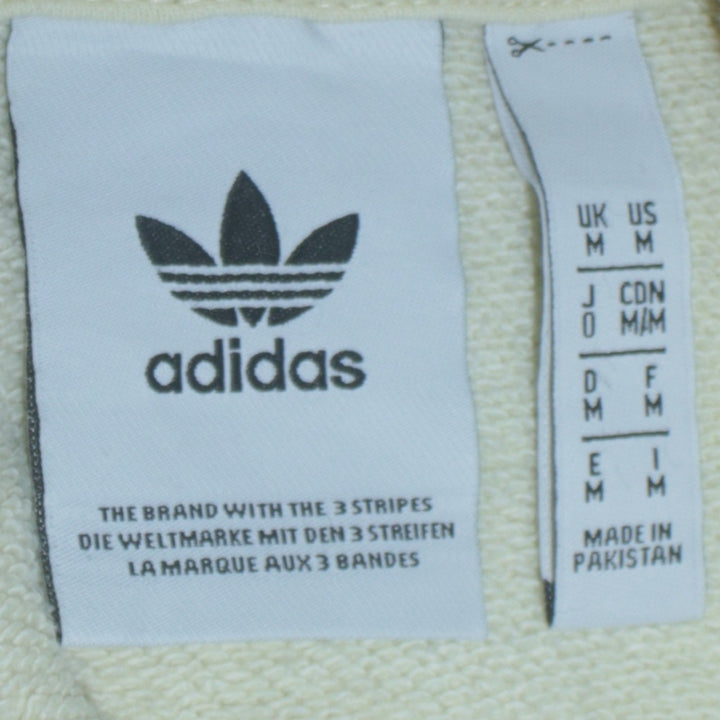 adidas
THE BRAND WITH THE 3 STRIPES
DIE WELTMARKE MIT DEN 3 STREIFEN
LA MARQUE AUX 3 BANDES
UK US
M M
J CDN
O M/M
D F
M M
E I
M M
MADE IN
PAKISTAN